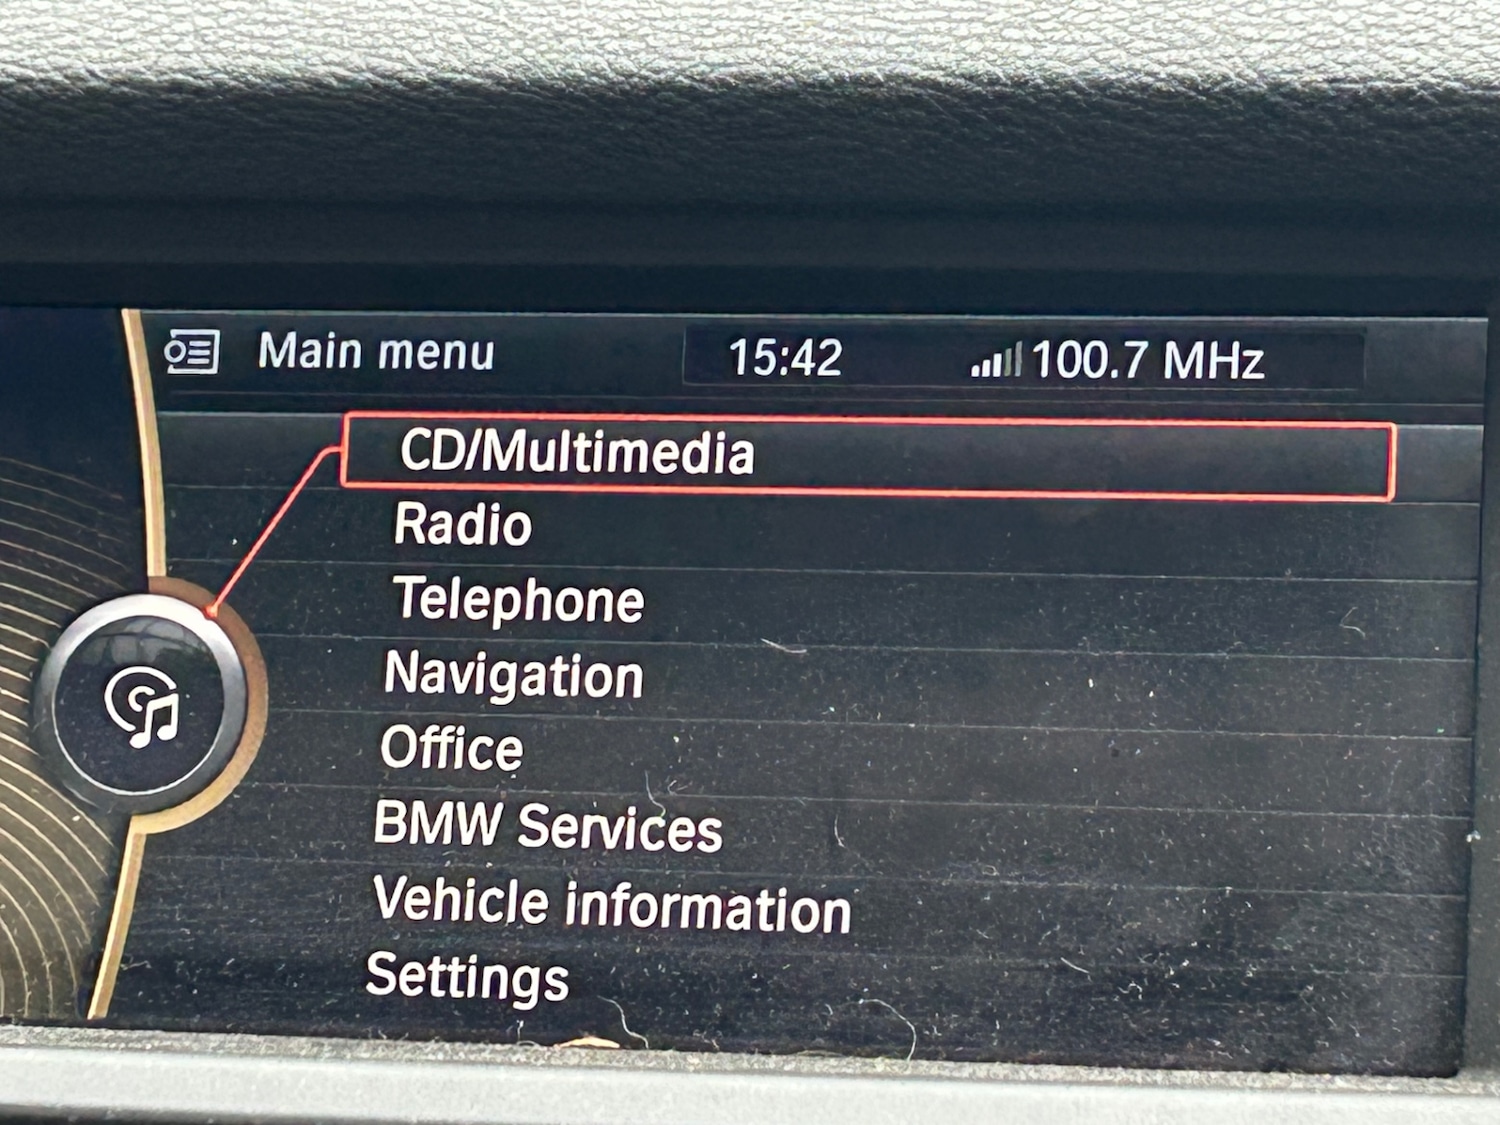 Main menu 15:42 100.7 MHz
CD/Multimedia
Radio
Telephone
Navigation
Office
BMW Services
Vehicle information
Settings